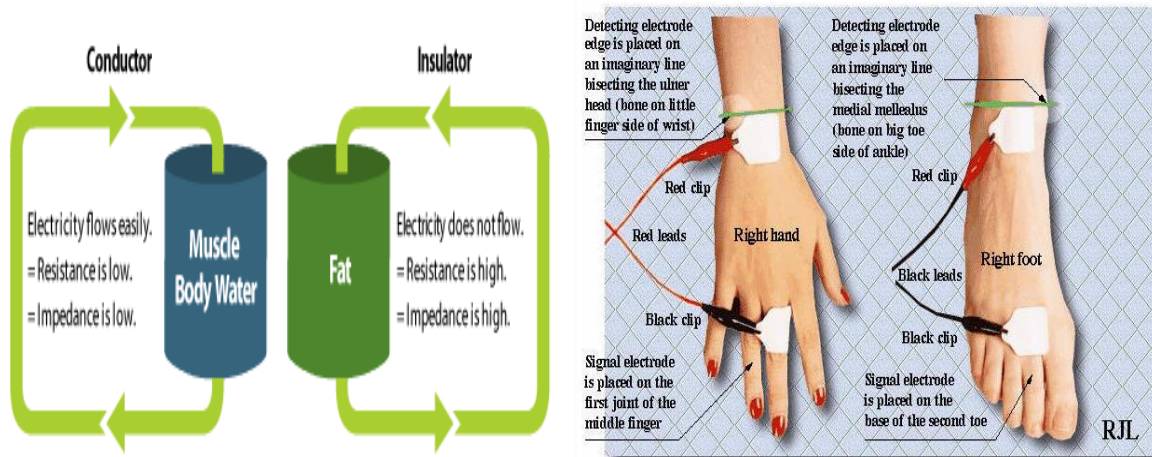 Conductor
Electricity flows easily.
= Resistance is low.
= Impedance is low.
Muscle
Body Water
Insulator
Fat
Electricity does not flow.
= Resistance is high.
= Impedance is high.
Detecting electrode
edge is placed on
an imaginary line
bisecting the ulner
head (bone on little
finger side of wrist)
Red clip
Red leads
Right hand
Black clip
Signal electrode
is placed on the
first joint of the
middle finger
Detecting electrode
edge is placed on
an imaginary line
bisecting the
medial mellealus
(bone on big toe
side of ankle)
Red clip
Black leads
Right foot
Black clip
Signal electrode
is placed on the
base of the second toe
RJL